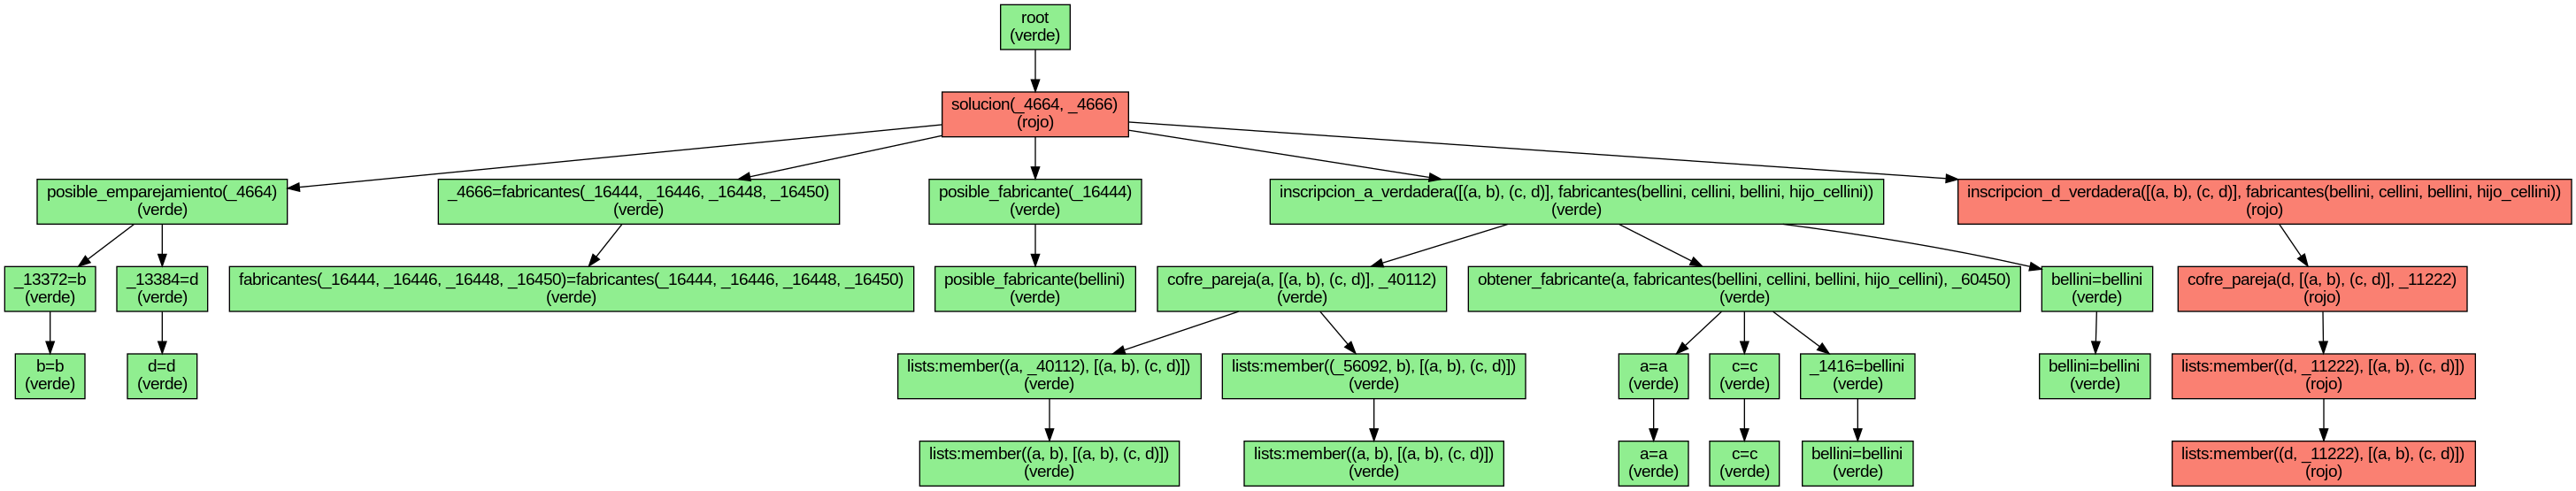 root
(verde)
solucion(_4664, _4666)
(rojo)
posible_emparejamiento(_4664)
(verde)
_4666=fabricantes(_16444, _16446, _16448, _16450)
(verde)
posible_fabricante(_16444)
(verde)
inscripcion_a_verdadera([(a, b), (c, d)], fabricantes(bellini, cellini, bellini, hijo_cellini))
(verde)
inscripcion_d_verdadera([(a, b), (c, d)], fabricantes(bellini, cellini, bellini, hijo_cellini))
(rojo)
_13372=b
(verde)
_13384=d
(verde)
fabricantes(_16444, _16446, _16448, _16450)=fabricantes(_16444, _16446, _16448, _16450)
(verde)
posible_fabricante(bellini)
(verde)
cofre_pareja(a, [(a, b), (c, d)], _40112)
(verde)
obtener_fabricante(a, fabricantes(bellini, cellini, bellini, hijo_cellini), _60450)
(verde)
bellini=bellini
(verde)
cofre_pareja(d, [(a, b), (c, d)], _11222)
(rojo)
b=b
(verde)
d=d
(verde)
lists:member((a, _40112), [(a, b), (c, d)])
(verde)
lists:member((_56092, b), [(a, b), (c, d)])
(verde)
a=a
(verde)
c=c
(verde)
_1416=bellini
(verde)
bellini=bellini
(verde)
lists:member((d, _11222), [(a, b), (c, d)])
(rojo)
lists:member((a, b), [(a, b), (c, d)])
(verde)
lists:member((a, b), [(a, b), (c, d)])
(verde)
a=a
(verde)
c=c
(verde)
bellini=bellini
(verde)
lists:member((d, _11222), [(a, b), (c, d)])
(rojo)